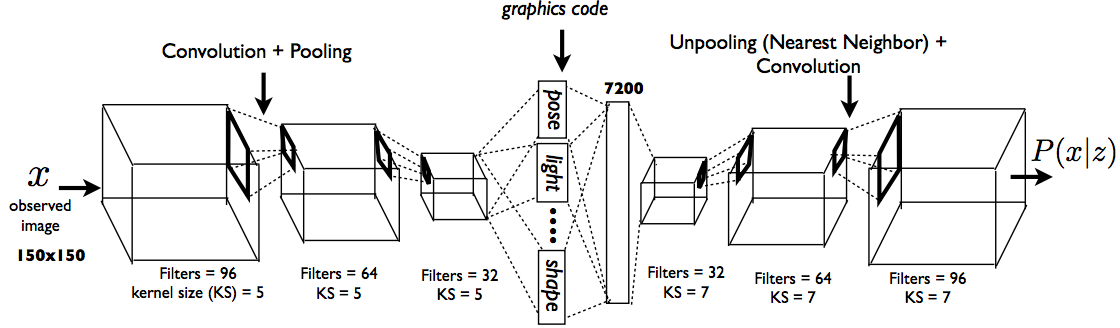 graphics code
Convolution + Pooling
Unpooling (Nearest Neighbor) +
Convolution
7200
pose
light
shape
x
observed
image
150x150
P(x|z)
Filters = 96
kernel size (KS) = 5
Filters = 64
KS = 5
Filters = 32
KS = 5
Filters = 32
KS = 7
Filters = 64
KS = 7
Filters = 96
KS = 7